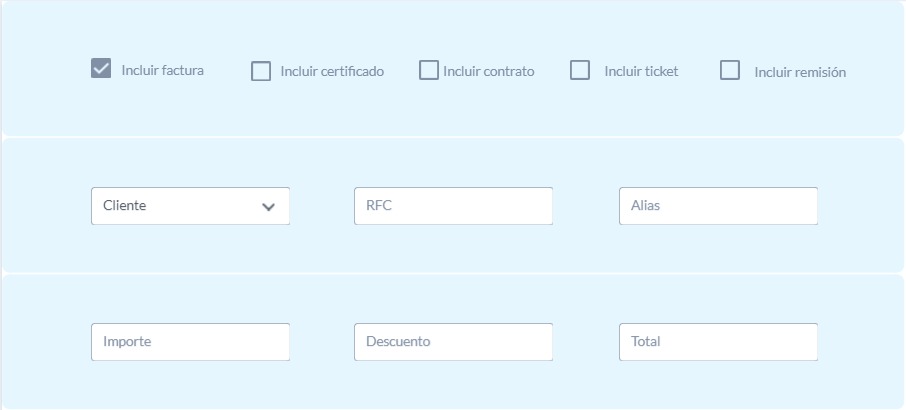 Incluir factura Incluir certificado Incluir contrato Incluir ticket Incluir remisión
Cliente RFC Alias
Importe Descuento Total